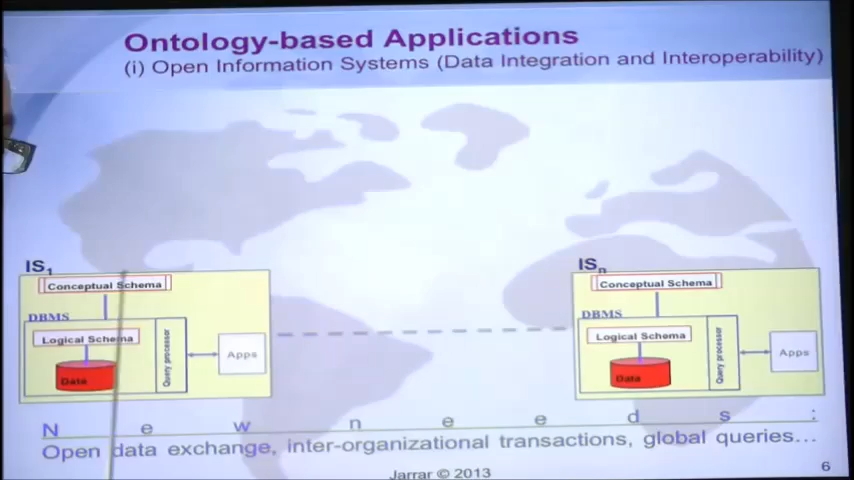 Ontology-based Applications
(i) Open Information Systems (Data Integration and Interoperability)
IS1
Conceptual Schema
DBMS
Logical Schema
Data
Query processor
Apps
ISn
Conceptual Schema
DBMS
Logical Schema
Data
Query processor
Apps
N e w n e e d s :
Open data exchange, inter-organizational transactions, global queries…
Jarrar © 2013
6